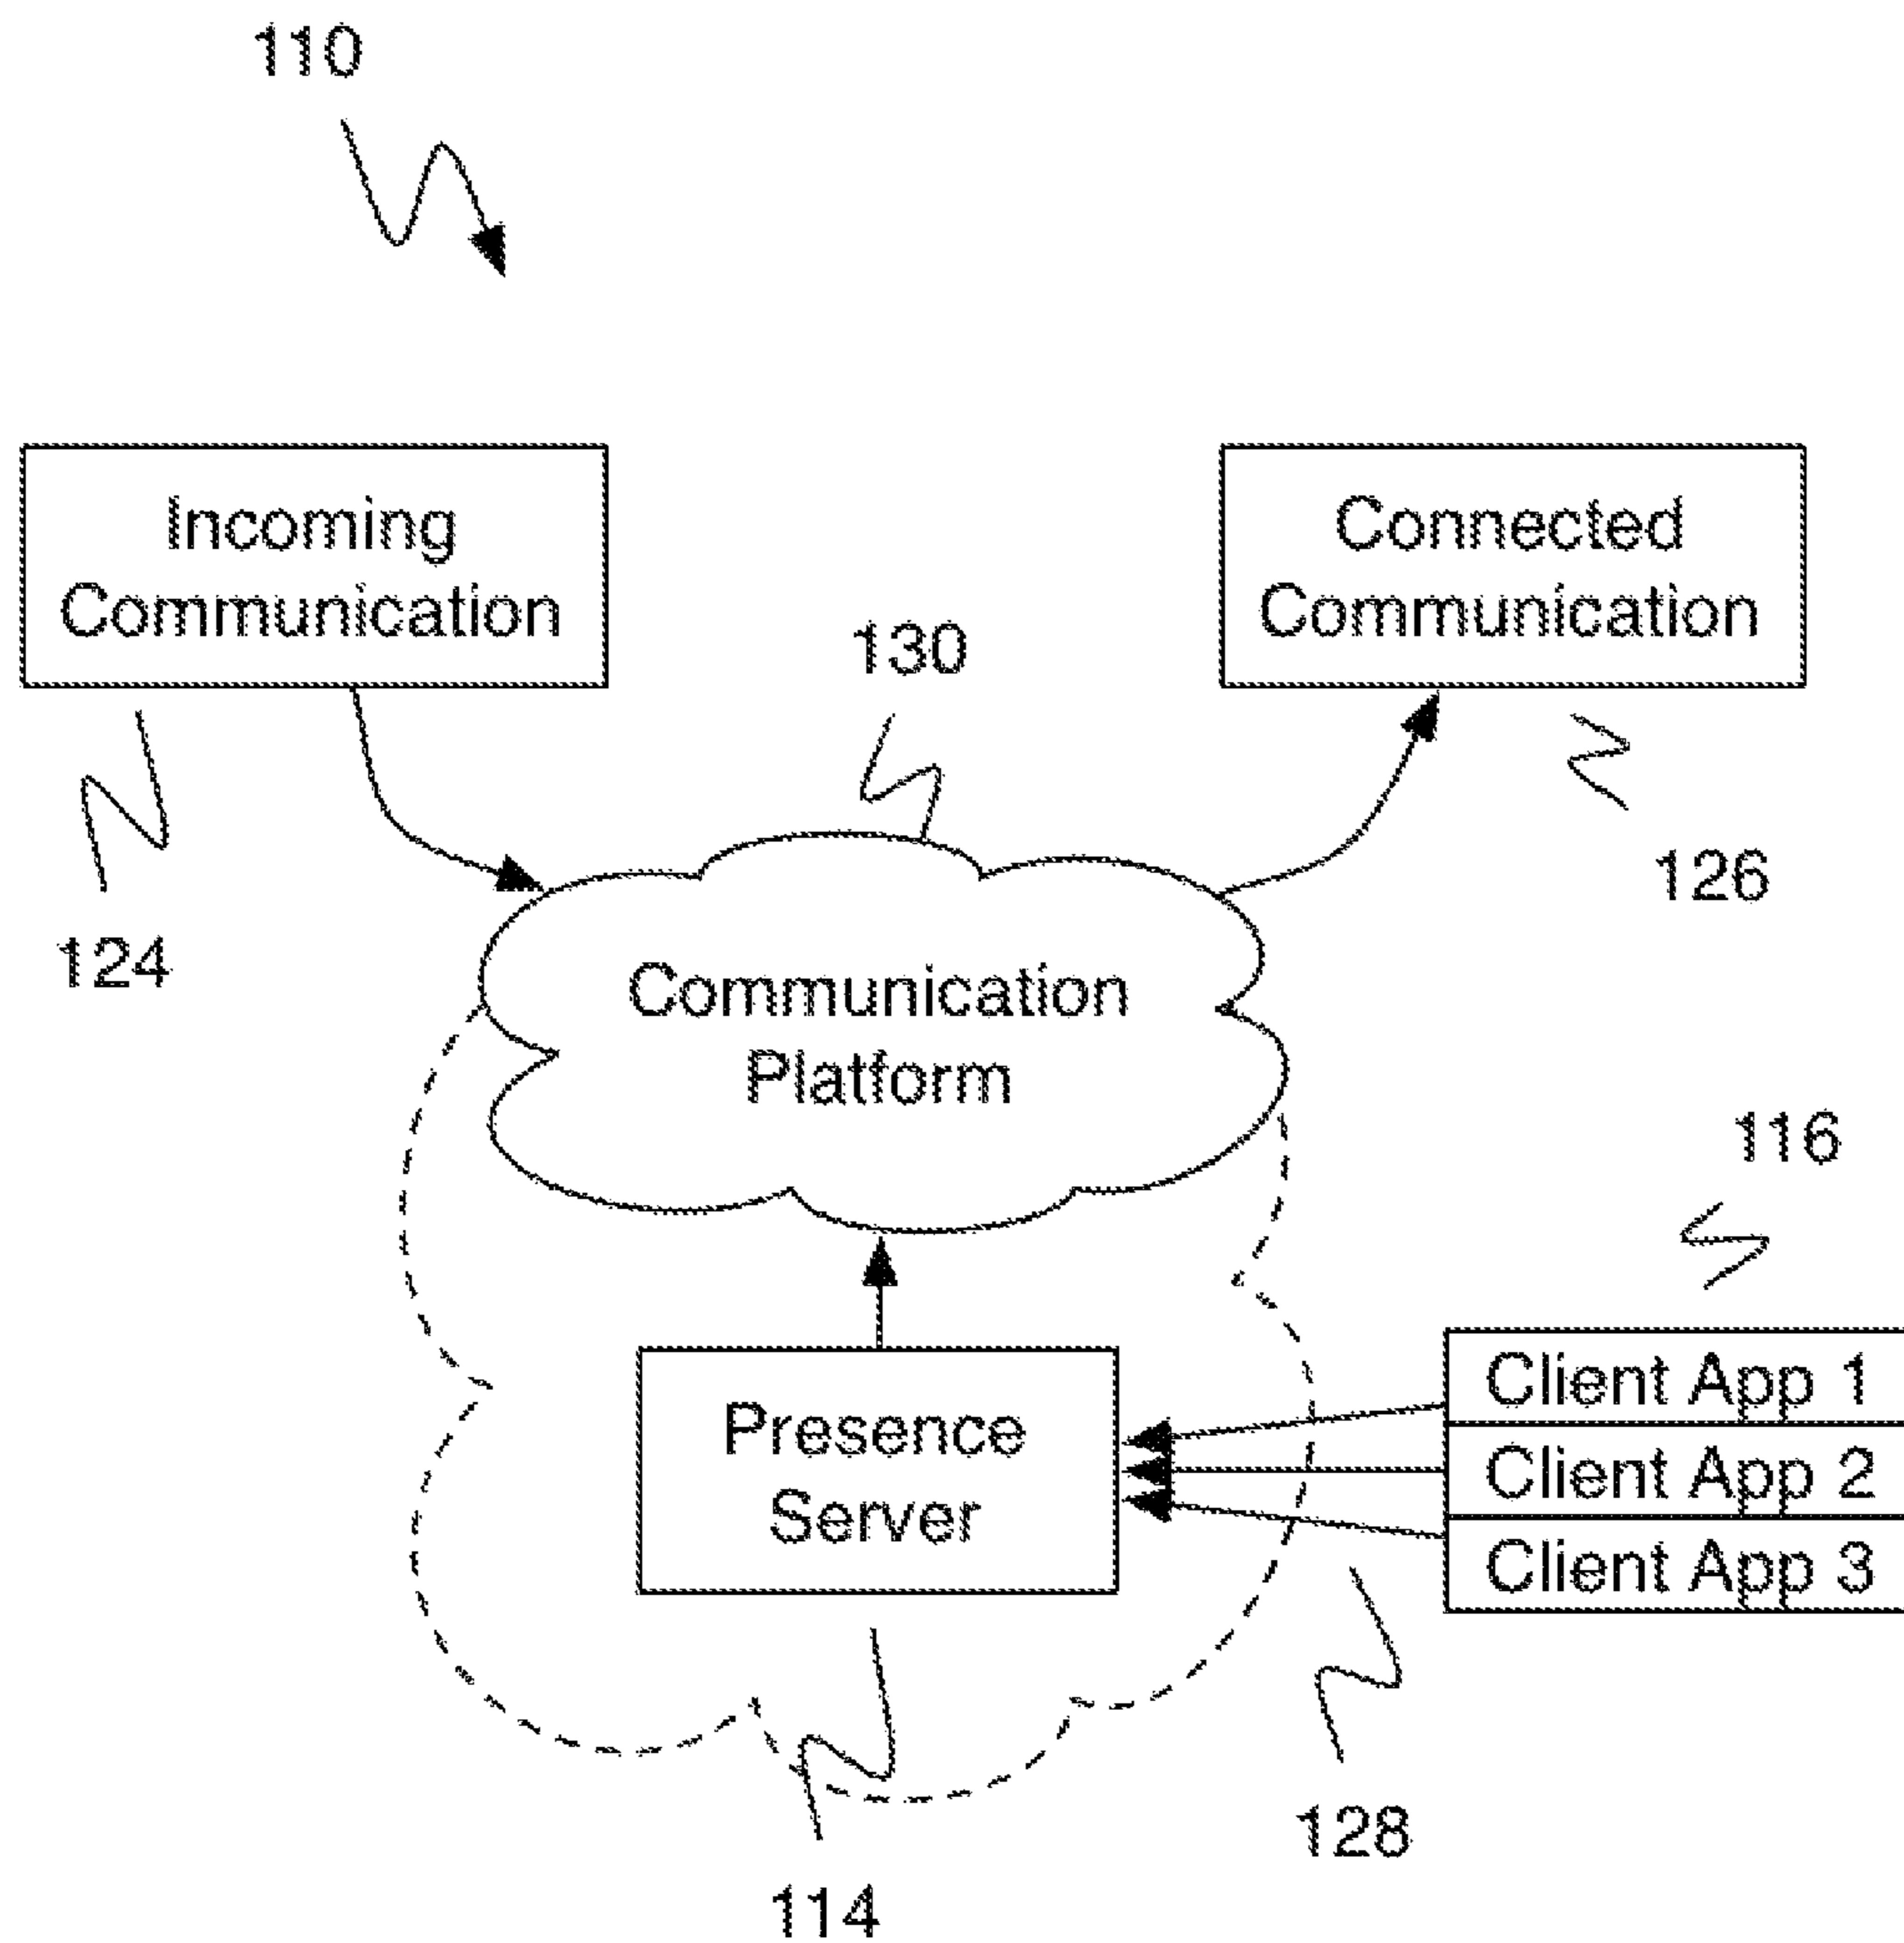 110
Incoming
Communication
Connected
Communication
130
126
124
Communication
Platform
116
Client App 1
Presence
Client App 2
Server
Client App 3
128
114